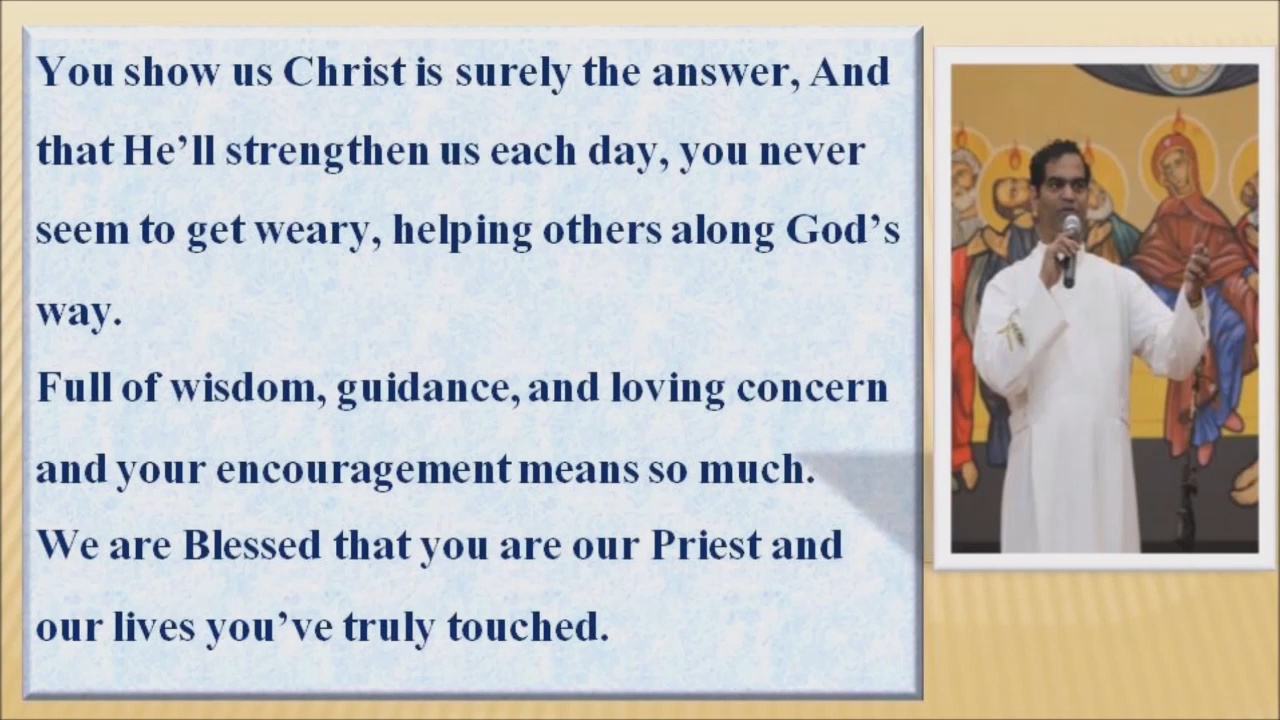 You show us Christ is surely the answer, And
that He’ll strengthen us each day, you never
seem to get weary, helping others along God’s
way.
Full of wisdom, guidance, and loving concern
and your encouragement means so much.
We are Blessed that you are our Priest and
our lives you’ve truly touched.